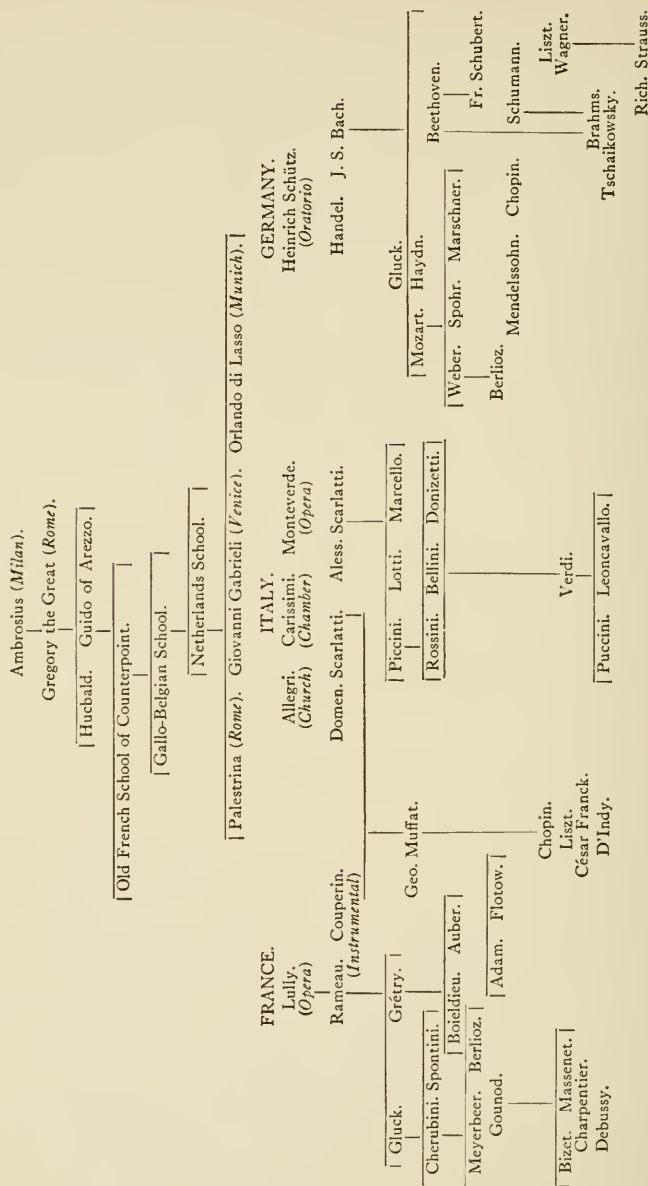 Ambrosius (Milan).
Gregory the Great (Rome).
Hucbald. Guido of Arezzo.
Old French School of Counterpoint.
Gallo-Belgian School.
Netherlands School.
Palestrina (Rome). Giovanni Gabrieli (Venice). Orlando di Lasso (Munich).
FRANCE.
Lully.
(Opera)
Rameau. Couperin.
(Instrumental)
Gluck. Grétry.
Cherubini. Spontini.
Boieldieu. Auber.
Meyerbeer. Berlioz.
Gounod.
Adam. Flotow.
Bizet. Massenet.
Charpentier.
Debussy.
Geo. Muffat.
Chopin.
Liszt.
César Franck.
D'Indy.
ITALY.
Allegri. Carissimi. Monteverde.
(Church) (Chamber) (Opera)
Domen. Scarlatti. Aless. Scarlatti.
Piccini. Lotti. Marcello.
Rossini. Bellini. Donizetti.
Verdi.
Puccini. Leoncavallo.
GERMANY.
Heinrich Schütz.
(Oratorio)
Handel. J. S. Bach.
Gluck.
Mozart. Haydn.
Beethoven.
Weber. Spohr. Marschner.
Fr. Schubert.
Berlioz.
Mendelssohn. Chopin.
Schumann.
Liszt.
Wagner.
Brahms.
Tschaikowsky.
Rich. Strauss.